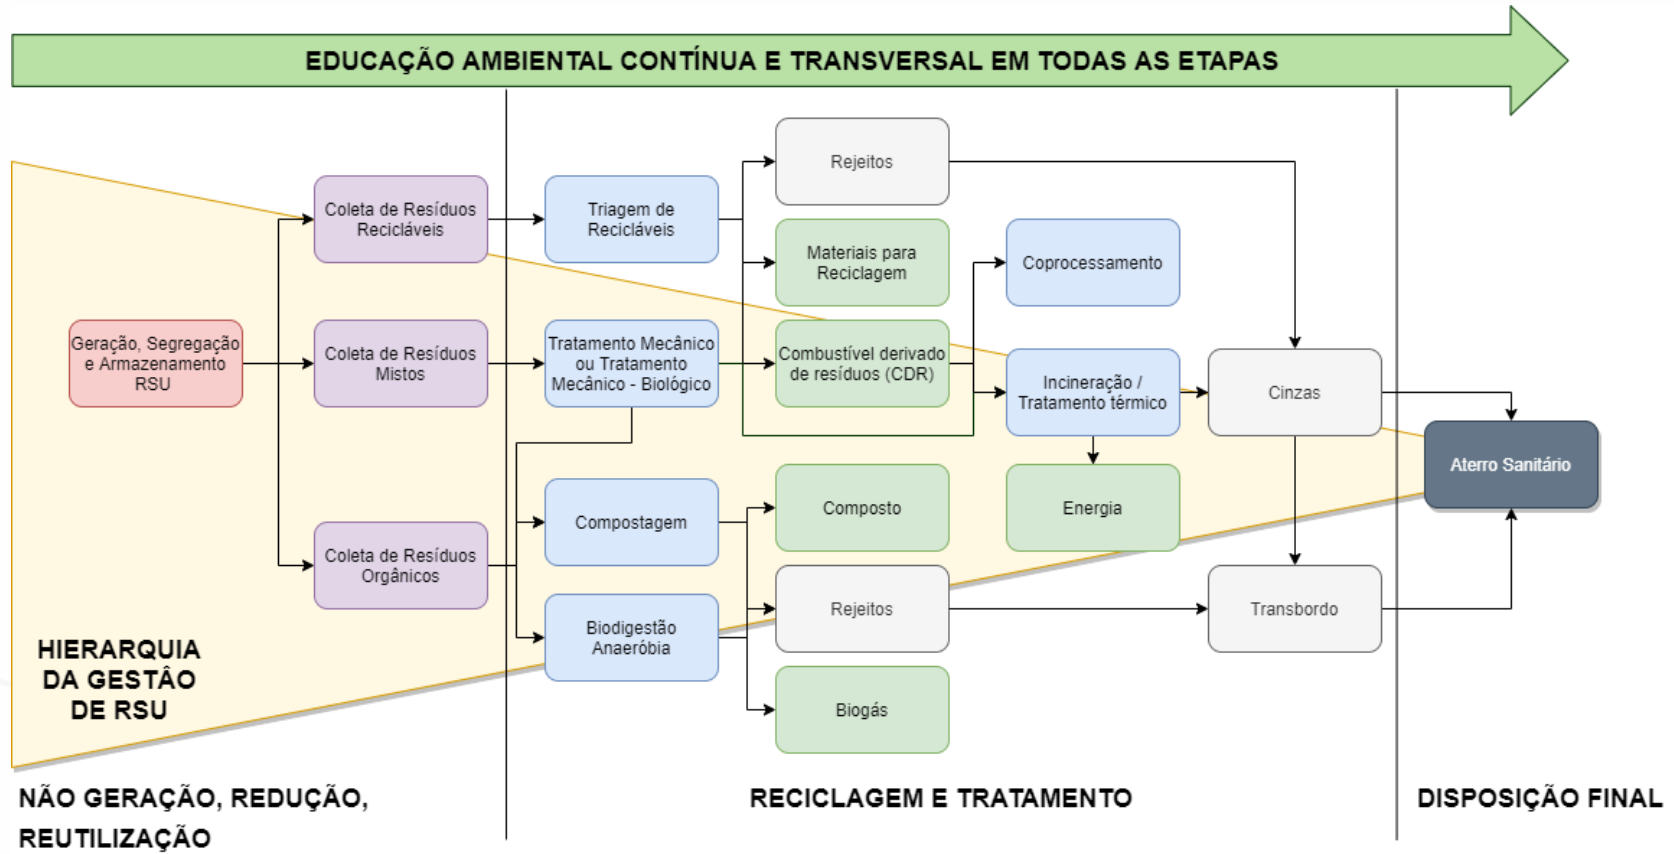 EDUCAÇÃO AMBIENTAL CONTÍNUA E TRANSVERSAL EM TODAS AS ETAPAS
Geração, Segregação
e Armazenamento
RSU
Coleta de Resíduos
Recicláveis
Coleta de Resíduos
Mistos
Coleta de Resíduos
Orgânicos
Triagem de
Recicláveis
Tratamento Mecânico
ou Tratamento
Mecânico - Biológico
Compostagem
Biodigestão
Anaeróbia
Rejeitos
Materiais para
Reciclagem
Combustível derivado
de resíduos (CDR)
Composto
Rejeitos
Biogás
Coprocessamento
Incineração /
Tratamento térmico
Energia
Cinzas
Transbordo
Aterro Sanitário
HIERARQUIA
DA GESTÂO
DE RSU
NÃO GERAÇÃO, REDUÇÃO,
REUTILIZAÇÃO
RECICLAGEM E TRATAMENTO
DISPOSIÇÃO FINAL